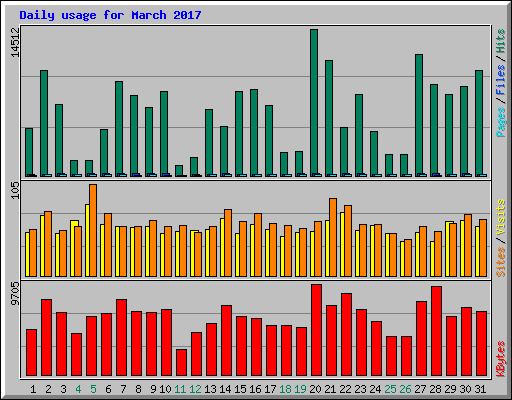 Daily usage for March 2017
14512
Pages / Files / Hits
105
Sites / Visits
9705
KBytes
1 2 3 4 5 6 7 8 9 10 11 12 13 14 15 16 17 18 19 20 21 22 23 24 25 26 27 28 29 30 31